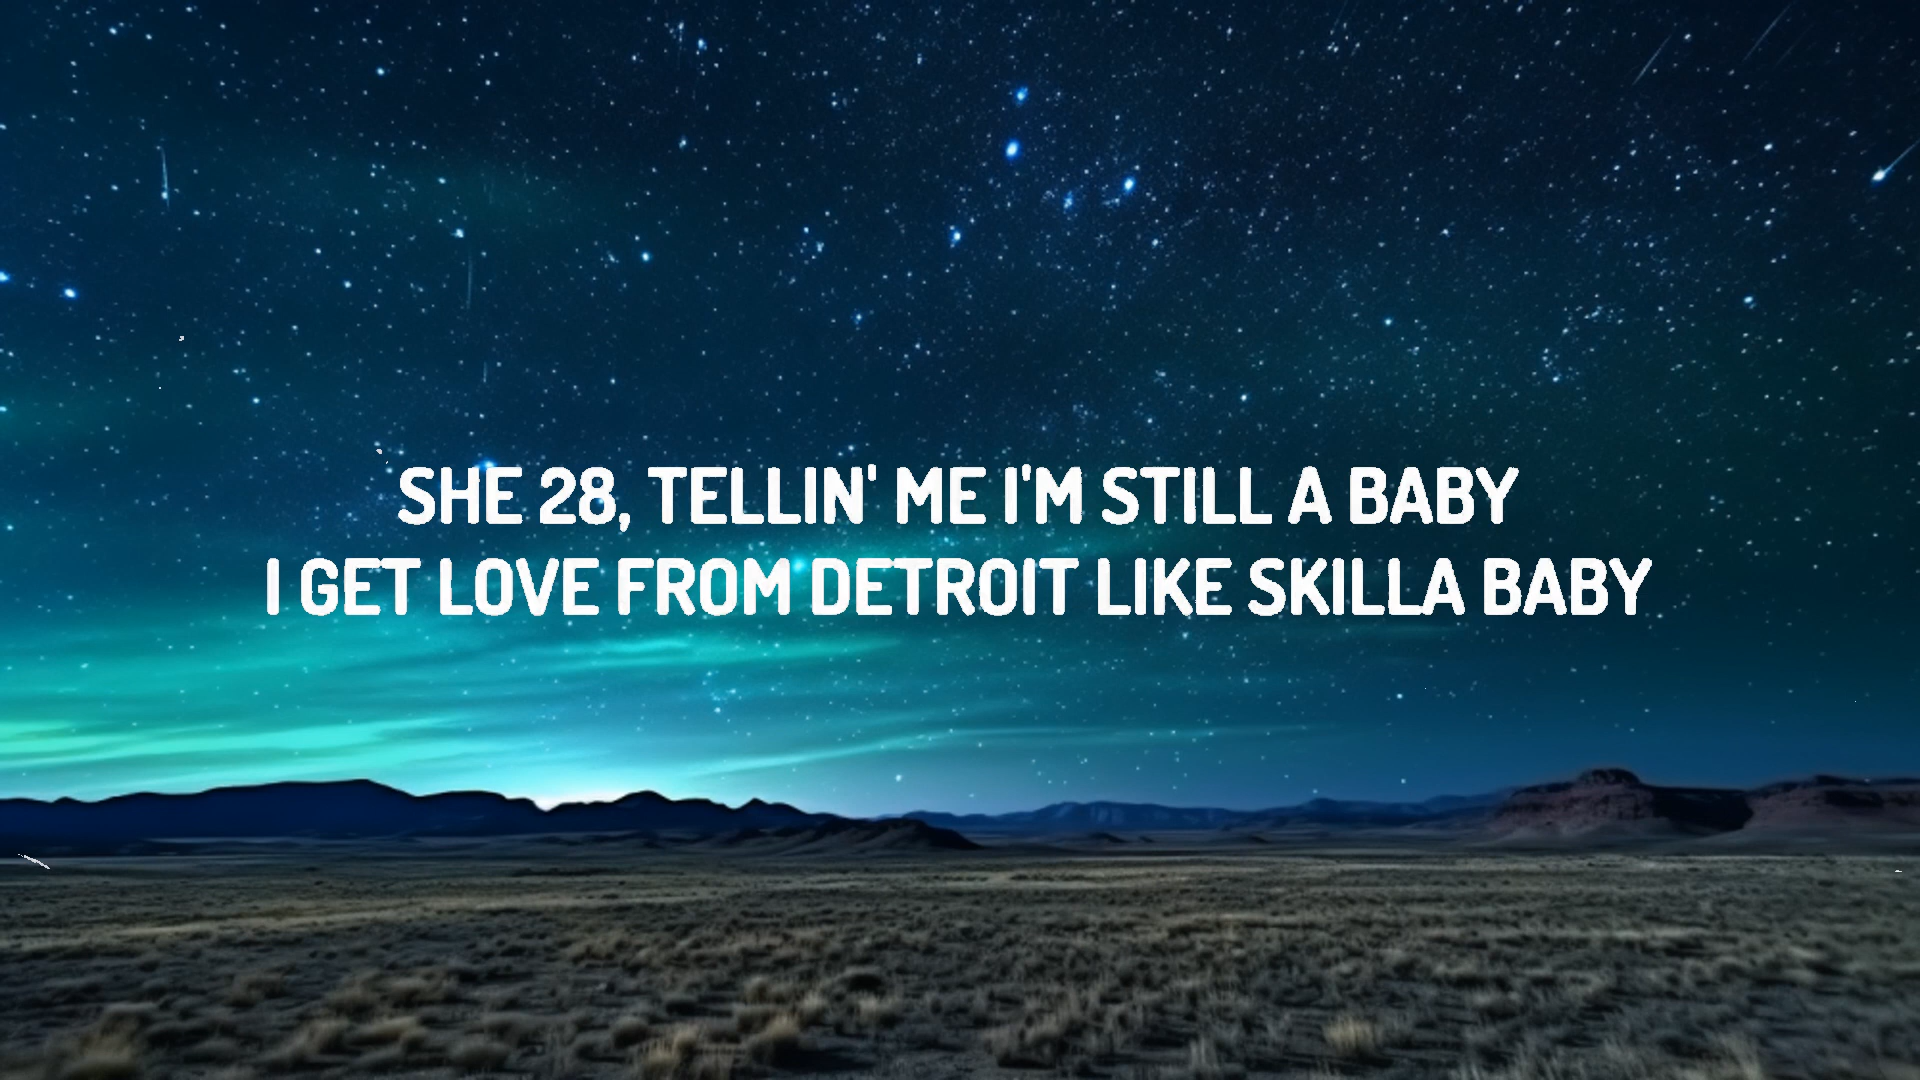 SHE 28, TELLIN' ME I'M STILL A BABY
I GET LOVE FROM DETROIT LIKE SKILLA BABY